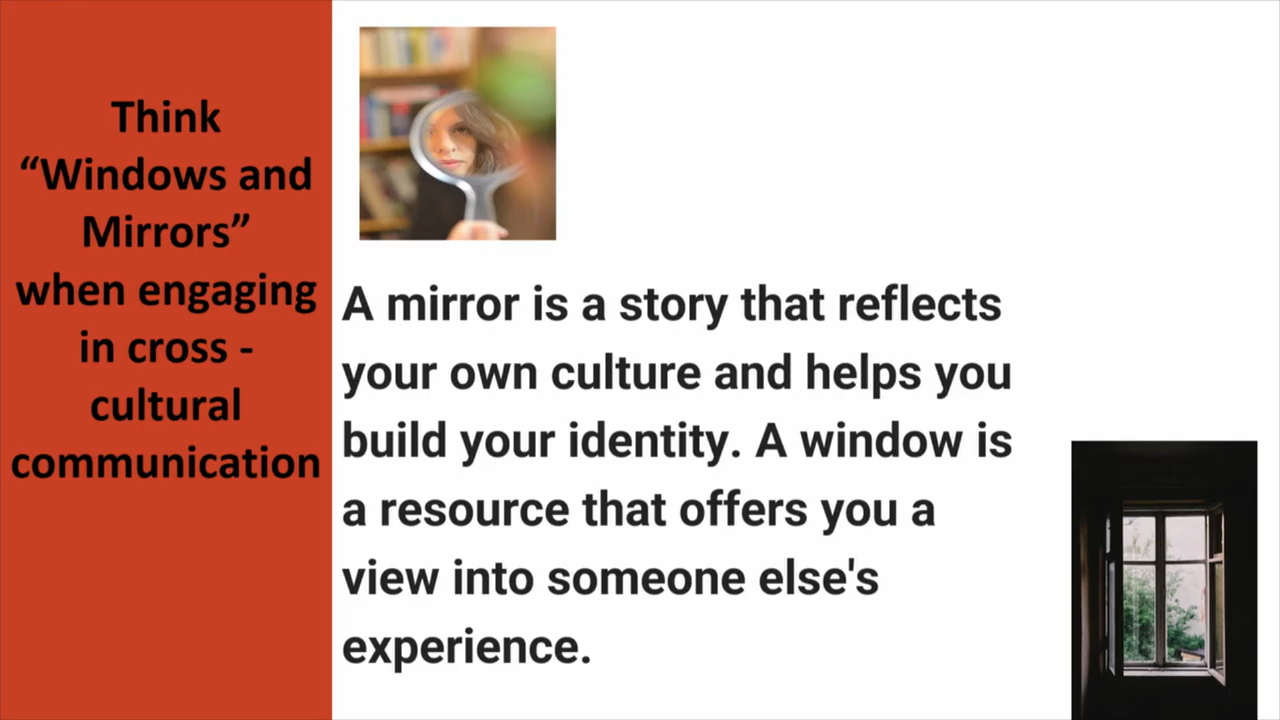 Think
“Windows and
Mirrors”
when engaging
in cross -
cultural
communication
A mirror is a story that reflects
your own culture and helps you
build your identity. A window is
a resource that offers you a
view into someone else's
experience.